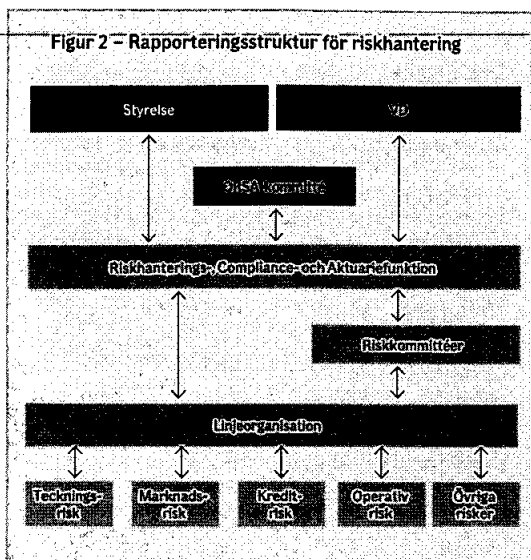 Figur 2 – Rapporteringsstruktur för riskhantering
Styrelse
VD
ORSA kommitté
Riskhanterings-, Compliance- och Aktuariefunktion
Riskkommittéer
Linjeorganisation
Tecknings-
risk
Marknads-
risk
Kredit-
risk
Operativ
risk
Övriga
risker